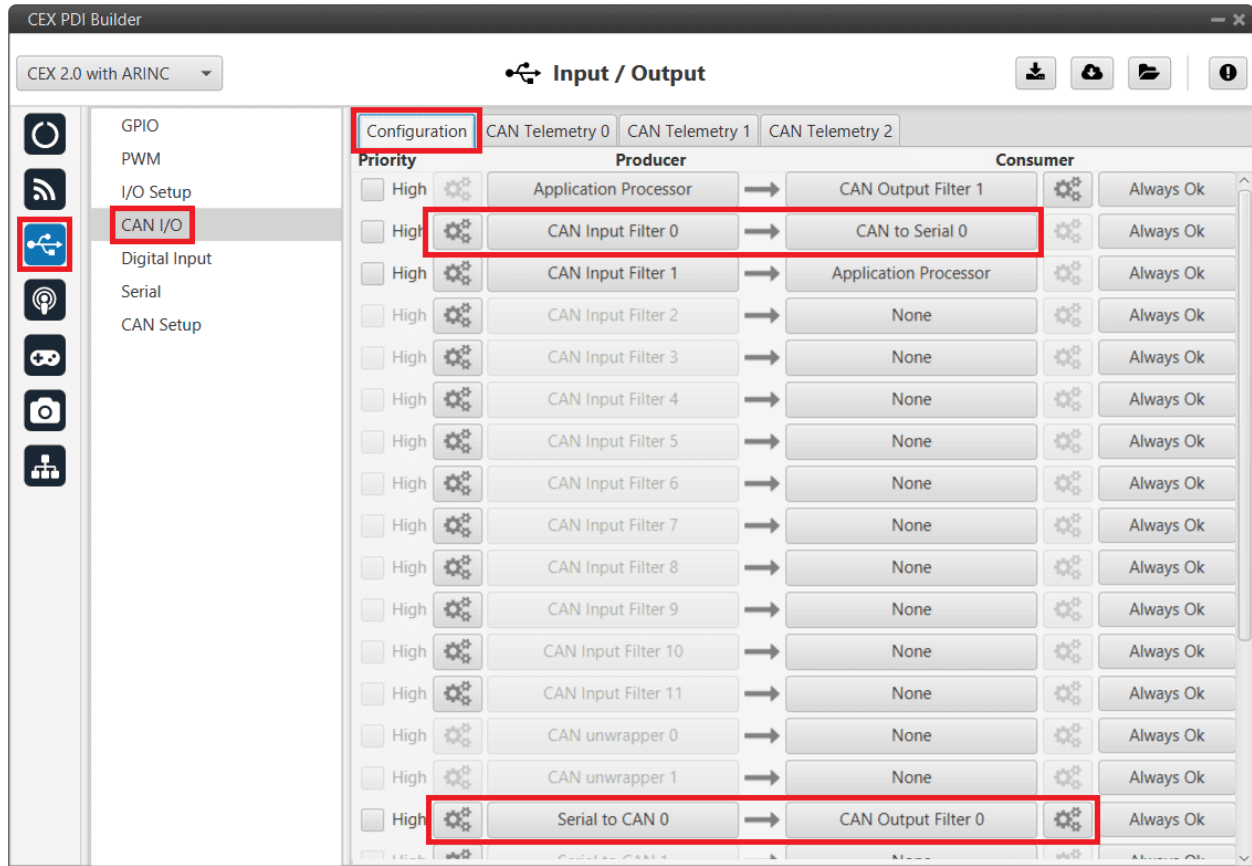 CEX PDI Builder
CEX 2.0 with ARINC
Input / Output
GPIO
PWM
I/O Setup
CAN I/O
Digital Input
Serial
CAN Setup
Configuration CAN Telemetry 0 CAN Telemetry 1 CAN Telemetry 2
Priority Producer Consumer
High Application Processor CAN Output Filter 1 Always Ok
High CAN Input Filter 0 CAN to Serial 0 Always Ok
High CAN Input Filter 1 Application Processor Always Ok
High CAN Input Filter 2 None Always Ok
High CAN Input Filter 3 None Always Ok
High CAN Input Filter 4 None Always Ok
High CAN Input Filter 5 None Always Ok
High CAN Input Filter 6 None Always Ok
High CAN Input Filter 7 None Always Ok
High CAN Input Filter 8 None Always Ok
High CAN Input Filter 9 None Always Ok
High CAN Input Filter 10 None Always Ok
High CAN Input Filter 11 None Always Ok
High CAN unwrapper 0 None Always Ok
High CAN unwrapper 1 None Always Ok
High Serial to CAN 0 CAN Output Filter 0 Always Ok
High Serial to CAN 1 None Always Ok